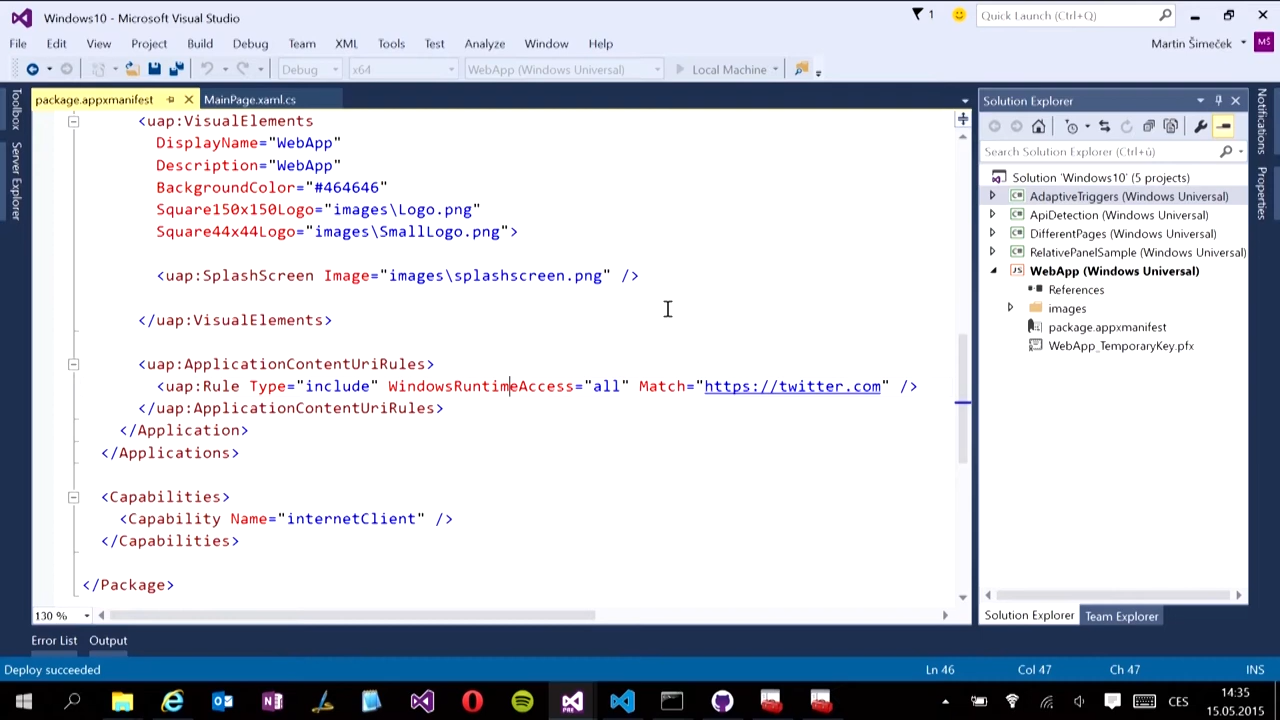 Windows10 - Microsoft Visual Studio
1
Quick Launch (Ctrl+Q)
File Edit View Project Build Debug Team XML Tools Test Analyze Window Help
Martin Šimeček
MŠ
Debug x64 WebApp (Windows Universal) Local Machine
Toolbox
Server Explorer
package.appxmanifest MainPage.xaml.cs
<uap:VisualElements
DisplayName="WebApp"
Description="WebApp"
BackgroundColor="#464646"
Square150x150Logo="images\Logo.png"
Square44x44Logo="images\SmallLogo.png">
<uap:SplashScreen Image="images\splashscreen.png" />
</uap:VisualElements>
<uap:ApplicationContentUriRules>
<uap:Rule Type="include" WindowsRuntimeAccess="all" Match="https://twitter.com" />
</uap:ApplicationContentUriRules>
</Application>
</Applications>
<Capabilities>
<Capability Name="internetClient" />
</Capabilities>
</Package>
130 %
Solution Explorer
Search Solution Explorer (Ctrl+ů)
Solution 'Windows10' (5 projects)
AdaptiveTriggers (Windows Universal)
ApiDetection (Windows Universal)
DifferentPages (Windows Universal)
RelativePanelSample (Windows Universal)
WebApp (Windows Universal)
References
images
package.appxmanifest
WebApp_TemporaryKey.pfx
Solution Explorer Team Explorer
Notifications
Properties
Error List Output
Deploy succeeded Ln 46 Col 47 Ch 47 INS
CES
14:35
15.05.2015